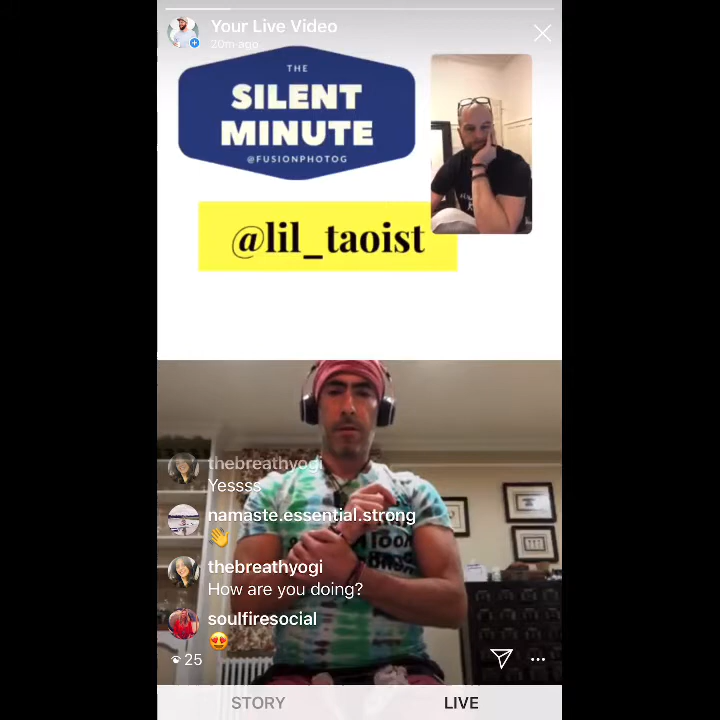 Your Live Video
20m ago
THE
SILENT
MINUTE
@FUSIONPHOTOG
@lil_taoist
thebreathyogi
Yessss
namaste.essential.strong
thebreathyogi
How are you doing?
soulfiresocial
25
STORY
LIVE